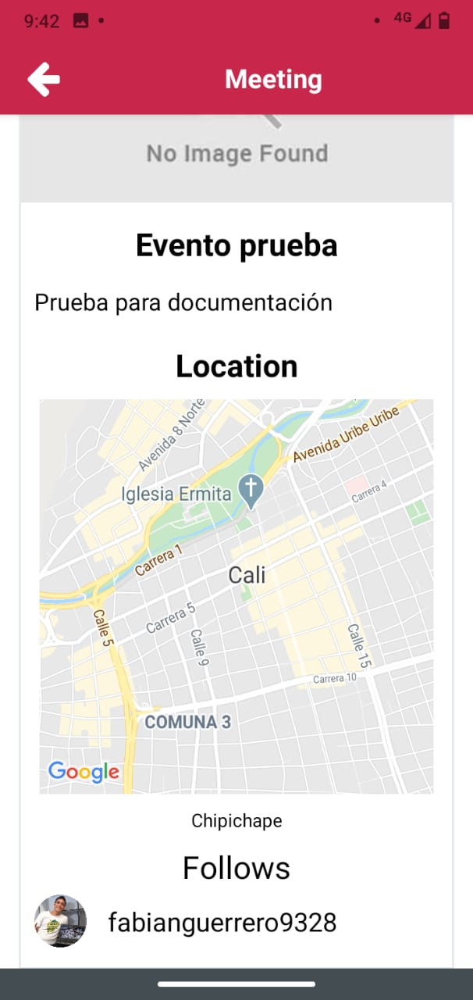 9:42
4G
Meeting
No Image Found
Evento prueba
Prueba para documentación
Location
Avenida 8 Norte
Avenida Uribe Uribe
Iglesia Ermita
Carrera 4
Carrera 1
Cali
Carrera 5
Calle 5
Calle 9
Calle 15
Carrera 10
COMUNA 3
Google
Chipichape
Follows
fabianguerrero9328